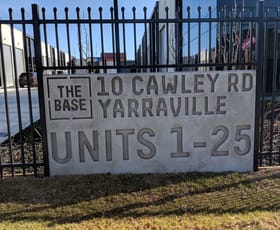 THE
BASE
10 CAWLEY RD
YARRAVILLE
UNITS 1-25